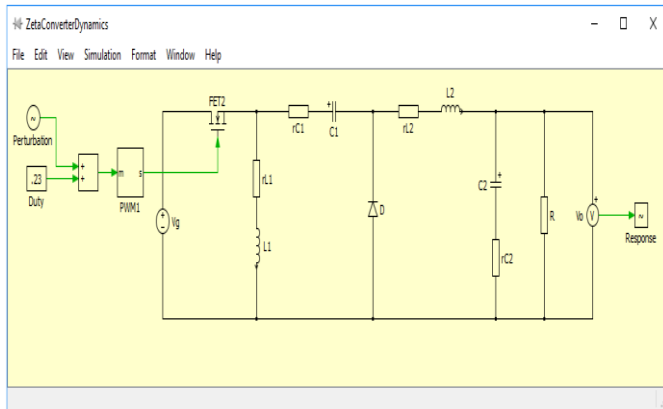 ZetaConverterDynamics
File Edit View Simulation Format Window Help
FET2
L2
Perturbation
rC1
C1
rL2
.23
Duty
+
+
m s
PWM1
rL1
C2
Vg
D
R
Vo
V
Response
L1
rC2